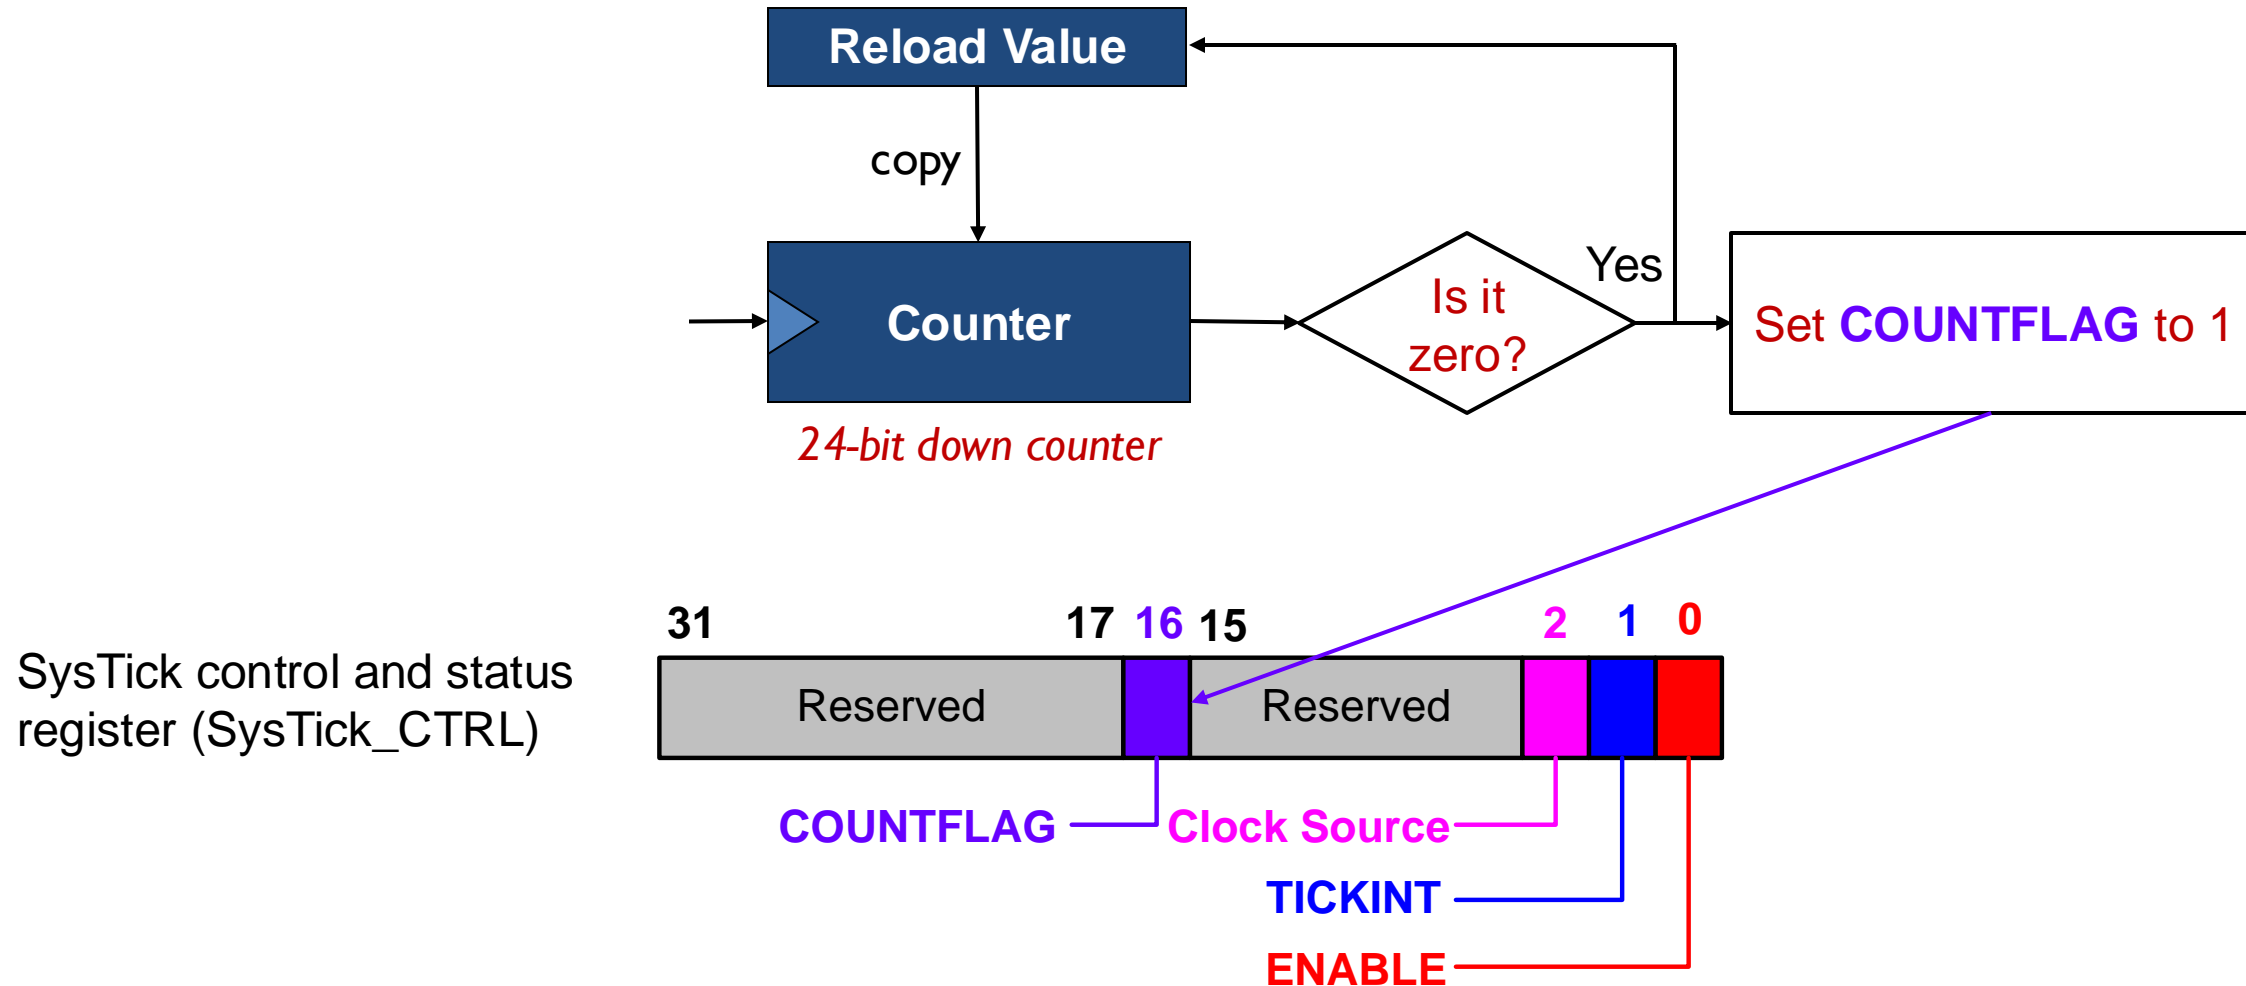 Reload Value
copy
Yes
Is it
zero?
Counter
Set COUNTFLAG to 1
24-bit down counter
31 17 16 15 2 1 0
SysTick control and status
register (SysTick_CTRL)
Reserved
Reserved
COUNTFLAG
Clock Source
TICKINT
ENABLE